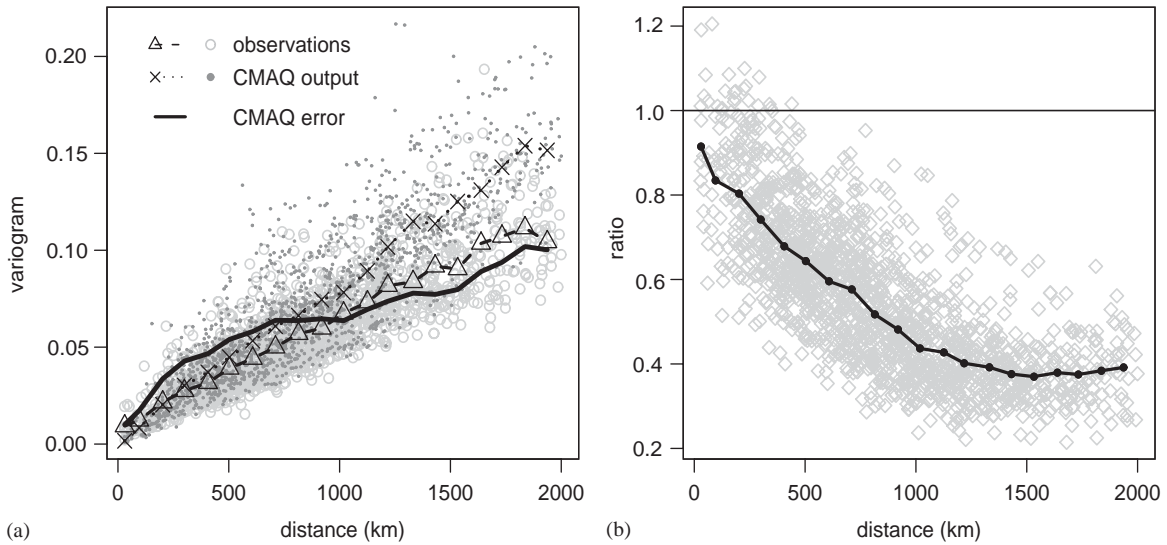 observations
CMAQ output
CMAQ error
0.20
0.15
0.10
0.05
0.00
variogram
0 500 1000 1500 2000
distance (km)
(a)
1.2
1.0
0.8
0.6
0.4
0.2
ratio
0 500 1000 1500 2000
distance (km)
(b)